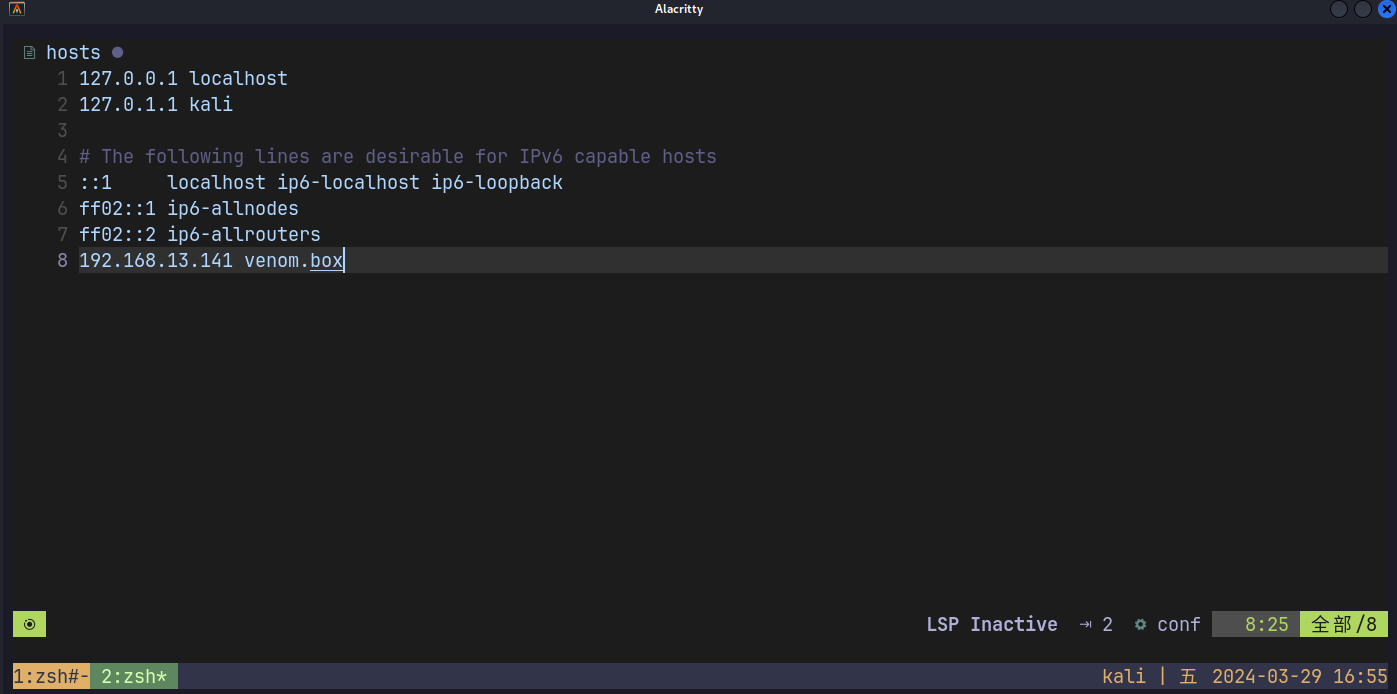 Alacritty
hosts
1 127.0.0.1 localhost
2 127.0.1.1 kali
3
4 # The following lines are desirable for IPv6 capable hosts
5 ::1     localhost ip6-localhost ip6-loopback
6 ff02::1 ip6-allnodes
7 ff02::2 ip6-allrouters
8 192.168.13.141 venom.box
LSP Inactive ⇥ 2 conf 8:25 全部/8
1:zsh#- 2:zsh* kali | 五 2024-03-29 16:55